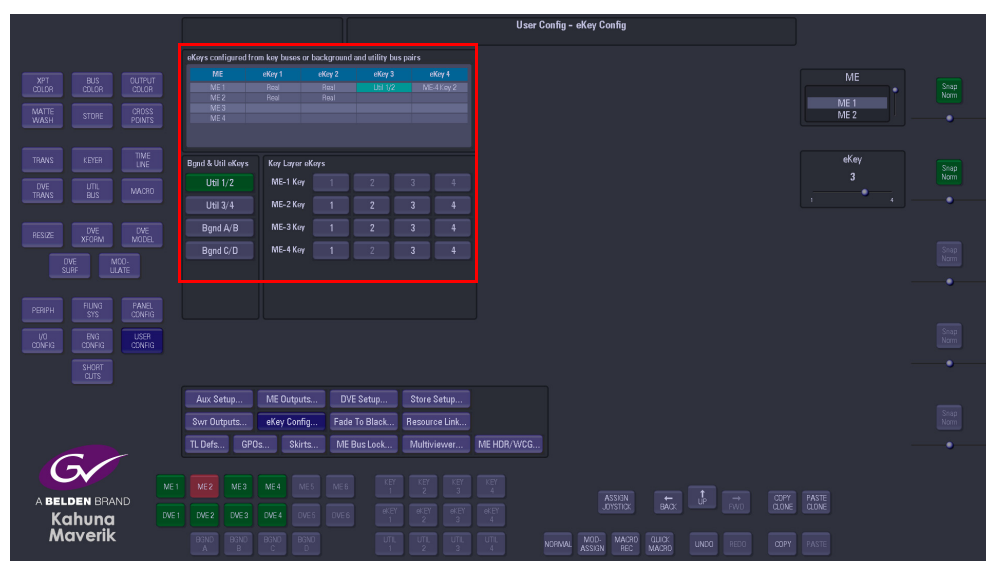 User Config - eKey Config
eKeys configured from key buses or background and utility bus pairs
ME eKey 1 eKey 2 eKey 3 eKey 4
ME 1 Real Real Util 1/2 ME-4 Key 2
ME 2 Real Real
ME 3
ME 4
Bgnd & Util eKeys
Util 1/2
Util 3/4
Bgnd A/B
Bgnd C/D
Key Layer eKeys
ME-1 Key 1 2 3 4
ME-2 Key 1 2 3 4
ME-3 Key 1 2 3 4
ME-4 Key 1 2 3 4
XPT COLOR
BUS COLOR
OUTPUT COLOR
MATTE WASH
STORE
CROSS POINTS
TRANS
KEYER
TIME LINE
DVE TRANS
UTIL BUS
MACRO
RESIZE
DVE XFORM
DVE MODEL
DVE SURF
MOD- ULATE
PERIPH
FILING SYS
PANEL CONFIG
I/O CONFIG
ENG CONFIG
USER CONFIG
SHORT CUTS
ME
ME 1
ME 2
Snap Norm
eKey
3
1 4
Snap Norm
Snap Norm
Snap Norm
Snap Norm
Aux Setup... ME Outputs... DVE Setup... Store Setup...
Swr Outputs... eKey Config... Fade To Black... Resource Link...
TL Defs... GPOs... Skirts... ME Bus Lock... Multiviewer... ME HDR/WCG...
GV
A BELDEN BRAND
Kahuna
Maverik
ME 1 ME 2 ME 3 ME 4 ME 5 ME 6
KEY 1 KEY 2 KEY 3 KEY 4
DVE 1 DVE 2 DVE 3 DVE 4 DVE 5 DVE 6
eKEY 1 eKEY 2 eKEY 3 eKEY 4
BGND A BGND B BGND C BGND D
UTIL 1 UTIL 2 UTIL 3 UTIL 4
ASSIGN JOYSTICK
← BACK
↑ UP
→ FWD
COPY CLONE
PASTE CLONE
NORMAL
MOD- ASSIGN
MACRO REC
QUICK MACRO
UNDO
REDO
COPY
PASTE